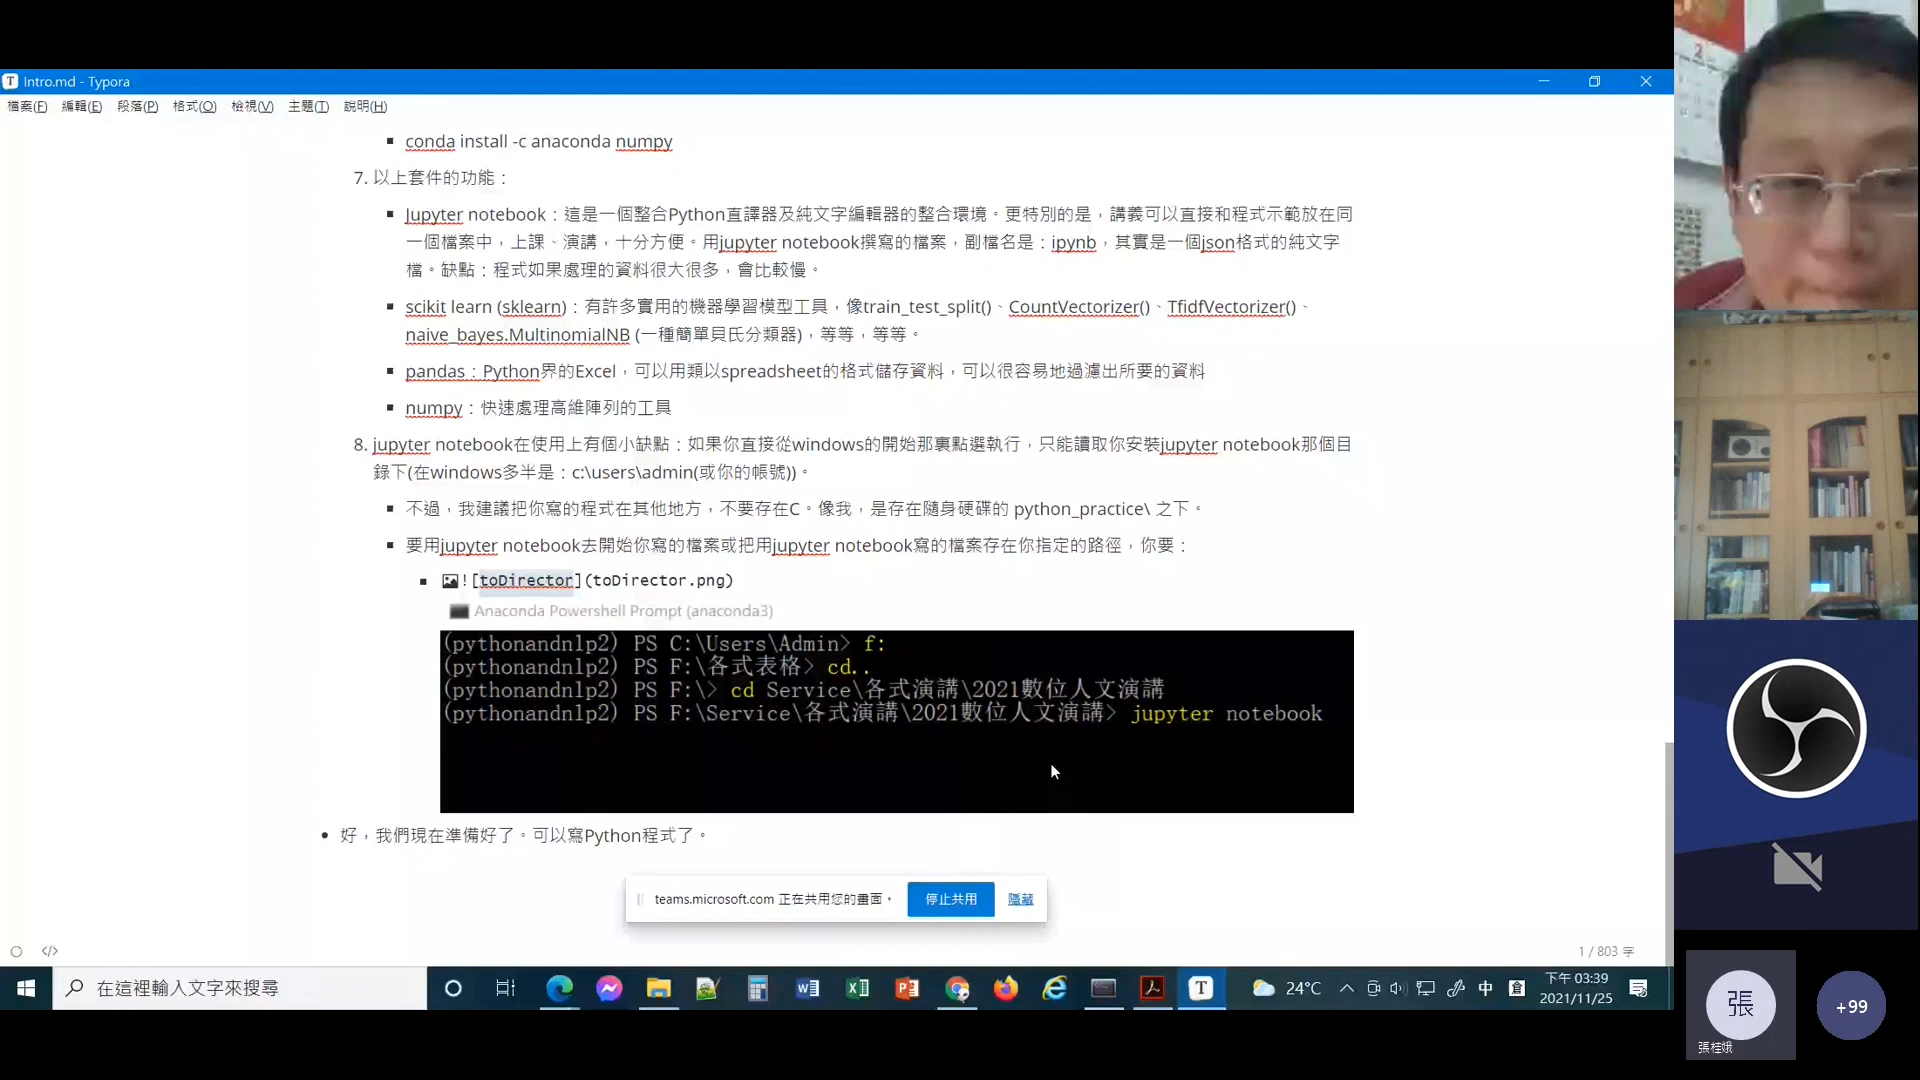 Intro.md - Typora
檔案(F) 編輯(E) 段落(P) 格式(O) 檢視(V) 主題(T) 說明(H)
conda install -c anaconda numpy
7. 以上套件的功能：
Jupyter notebook：這是一個整合Python直譯器及純文字編輯器的整合環境。更特別的是，講義可以直接和程式示範放在同
一個檔案中，上課、演講，十分方便。用jupyter notebook撰寫的檔案，副檔名是：ipynb，其實是一個json格式的純文字
檔。缺點：程式如果處理的資料很大很多，會比較慢。
scikit learn (sklearn)：有許多實用的機器學習模型工具，像train_test_split()、CountVectorizer()、TfidfVectorizer()、
naive_bayes.MultinomialNB (一種簡單貝氏分類器)，等等，等等。
pandas：Python界的Excel，可以用類以spreadsheet的格式儲存資料，可以很容易地過濾出所要的資料
numpy：快速處理高維陣列的工具
8. jupyter notebook在使用上有個小缺點：如果你直接從windows的開始那裏點選執行，只能讀取你安裝jupyter notebook那個目
錄下(在windows多半是：c:\users\admin(或你的帳號))。
不過，我建議把你寫的程式在其他地方，不要存在C。像我，是存在隨身硬碟的 python_practice\ 之下。
要用jupyter notebook去開始你寫的檔案或把用jupyter notebook寫的檔案存在你指定的路徑，你要：
![toDirector](toDirector.png)
Anaconda Powershell Prompt (anaconda3)
(pythonandnlp2) PS C:\Users\Admin> f:
(pythonandnlp2) PS F:\各式表格> cd..
(pythonandnlp2) PS F:\> cd Service\各式演講\2021數位人文演講
(pythonandnlp2) PS F:\Service\各式演講\2021數位人文演講> jupyter notebook
好，我們現在準備好了。可以寫Python程式了。
teams.microsoft.com 正在共用您的畫面。 停止共用 隱藏
</> 1 / 803 字
在這裡輸入文字來搜尋 24°C 中 倉 下午 03:39
2021/11/25
張
張桂娥
+99
2